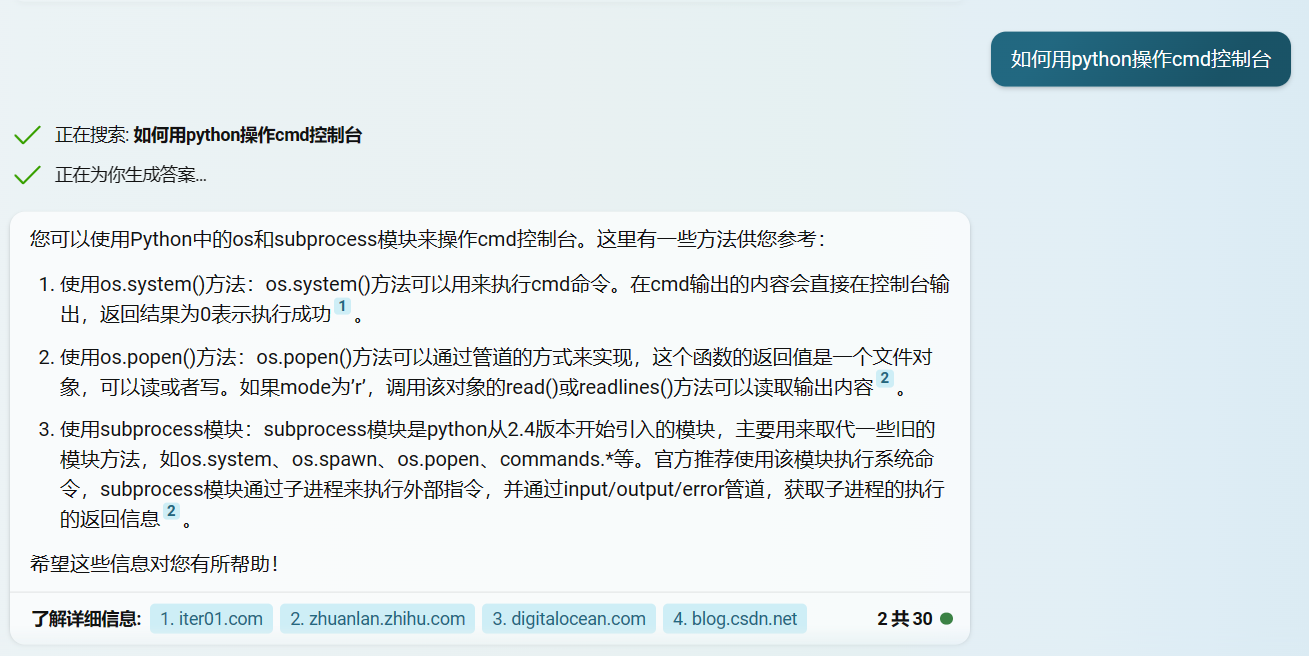 如何用python操作cmd控制台
正在搜索: 如何用python操作cmd控制台
正在为你生成答案...
您可以使用Python中的os和subprocess模块来操作cmd控制台。这里有一些方法供您参考：
1. 使用os.system()方法：os.system()方法可以用来执行cmd命令。在cmd输出的内容会直接在控制台输
出，返回结果为0表示执行成功 1 。
2. 使用os.popen()方法：os.popen()方法可以通过管道的方式来实现，这个函数的返回值是一个文件对
象，可以读或者写。如果mode为’r’，调用该对象的read()或readlines()方法可以读取输出内容 2 。
3. 使用subprocess模块：subprocess模块是python从2.4版本开始引入的模块，主要用来取代一些旧的
模块方法，如os.system、os.spawn、os.popen、commands.*等。官方推荐使用该模块执行系统命
令，subprocess模块通过子进程来执行外部指令，并通过input/output/error管道，获取子进程的执行
的返回信息 2 。
希望这些信息对您有所帮助！
了解详细信息: 1. iter01.com 2. zhuanlan.zhihu.com 3. digitalocean.com 4. blog.csdn.net 2 共 30